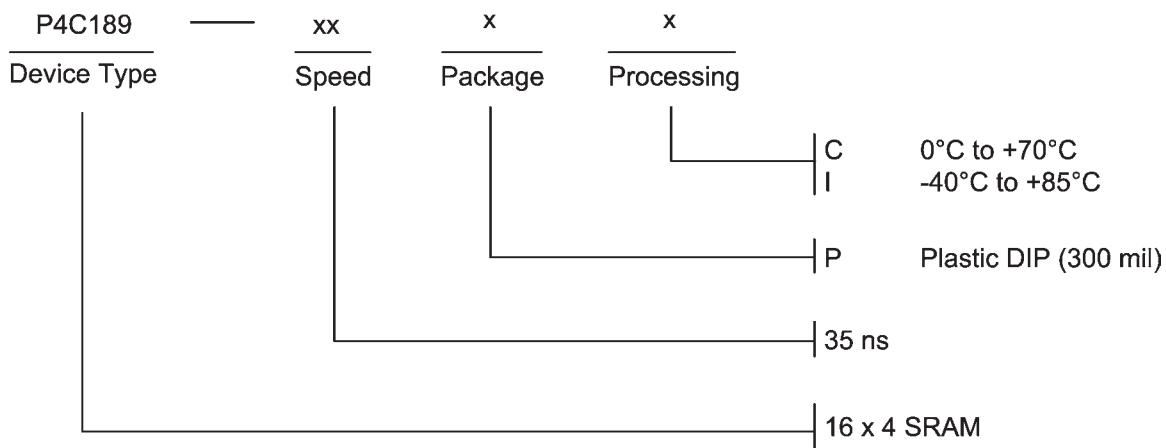 P4C189 — xx x x
Device Type Speed Package Processing
C 0°C to +70°C
I -40°C to +85°C
P Plastic DIP (300 mil)
35 ns
16 x 4 SRAM